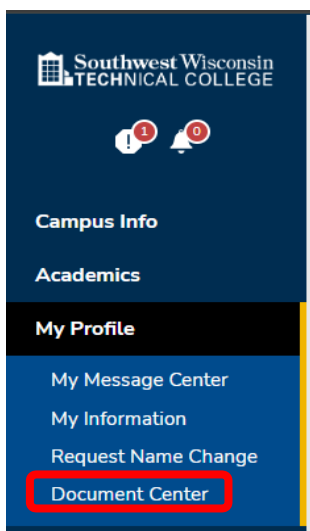 Southwest Wisconsin
TECHNICAL COLLEGE
! 1 0
Campus Info
Academics
My Profile
My Message Center
My Information
Request Name Change
Document Center